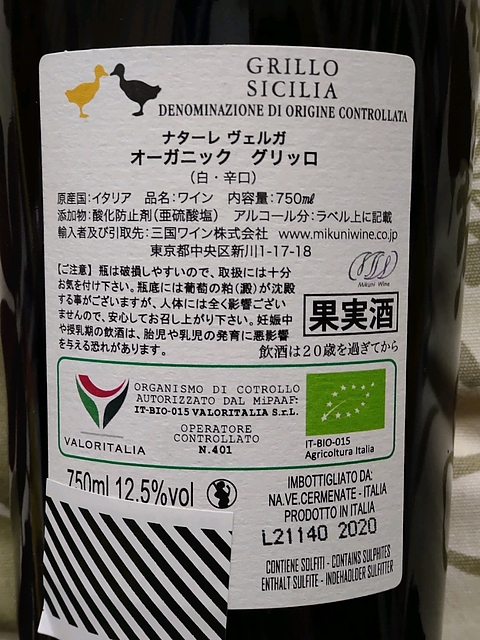 GRILLO
SICILIA
DENOMINAZIONE DI ORIGINE CONTROLLATA
ナターレ ヴェルガ
オーガニック グリッロ
（白・辛口）
原産国：イタリア 品名：ワイン 内容量：750㎖
添加物：酸化防止剤（亜硫酸塩） アルコール分：ラベル上に記載
輸入者及び引取先：三国ワイン株式会社 www.mikuniwine.co.jp
東京都中央区新川1-17-18
【ご注意】瓶は破損しやすいので、取扱には十分
お気を付け下さい。瓶底には葡萄の粕（澱）が沈殿
する事がございますが、人体には全く影響ござい
ませんので、安心してお召し上がり下さい。妊娠中
や授乳期の飲酒は、胎児や乳児の発育に悪影響
を与える恐れがあります。
Mikuni Wine
果実酒
飲酒は20歳を過ぎてから
VALORITALIA
ORGANISMO DI COTROLLO
AUTORIZZATO DAL MiPAAF:
IT-BIO-015 VALORITALIA S.r.L.
OPERATORE
CONTROLLATO
N.401
IT-BIO-015
Agricoltura Italia
750ml 12.5%vol
IMBOTTIGLIATO DA:
NA.VE.CERMENATE - ITALIA
PRODOTTO IN ITALIA
L21140 2020
CONTIENE SOLFITI - CONTAINS SULPHITES
ENTHALT SULFITE - INDEHOLDER SULFITTER